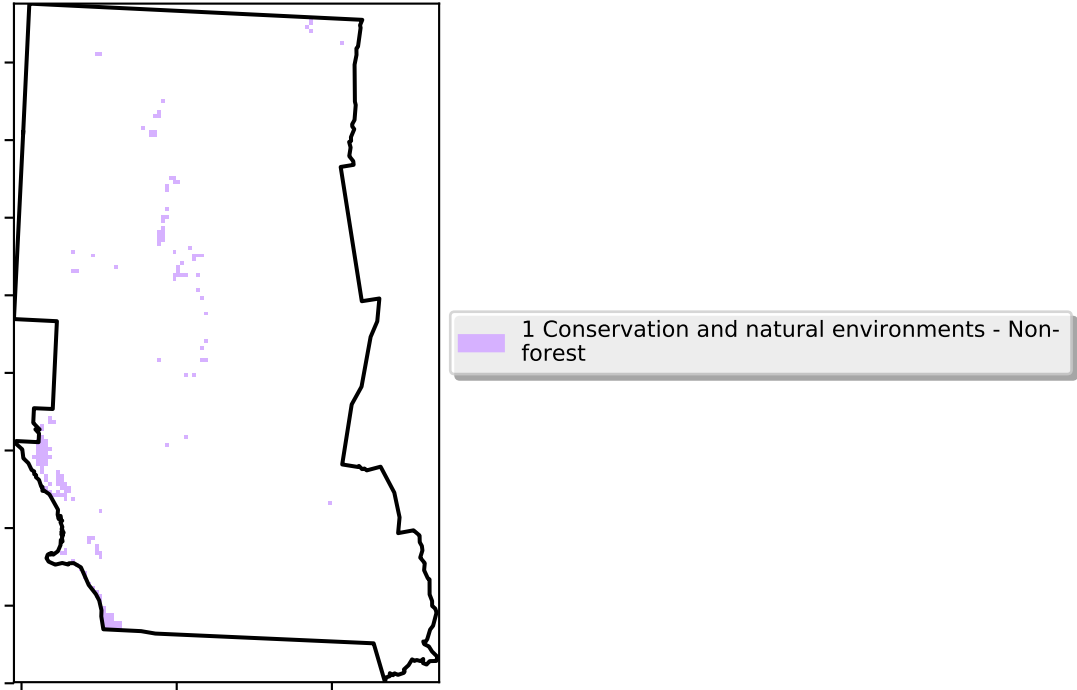 1 Conservation and natural environments - Non-
forest